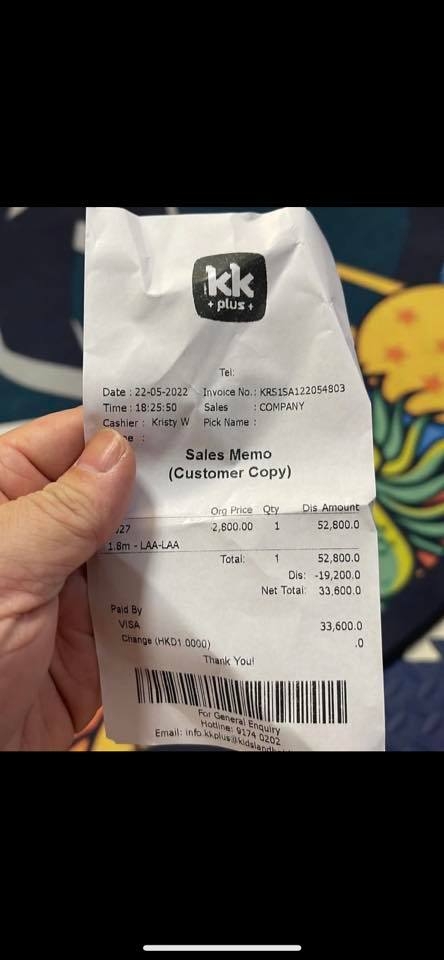 kk
+ plus +
Tel:
Date : 22-05-2022 Invoice No.: KRS1SA122054803
Time : 18:25:50 Sales : COMPANY
Cashier : Kristy W Pick Name :
:
Sales Memo
(Customer Copy)
Org Price Qty Dis Amount
27 2,800.00 1 52,800.0
1.8m - LAA-LAA
Total: 1 52,800.0
Dis: -19,200.0
Net Total: 33,600.0
Paid By
VISA 33,600.0
Change (HKD1.0000) .0
Thank You!
For General Enquiry
Hotline: 9174 0202
Email: